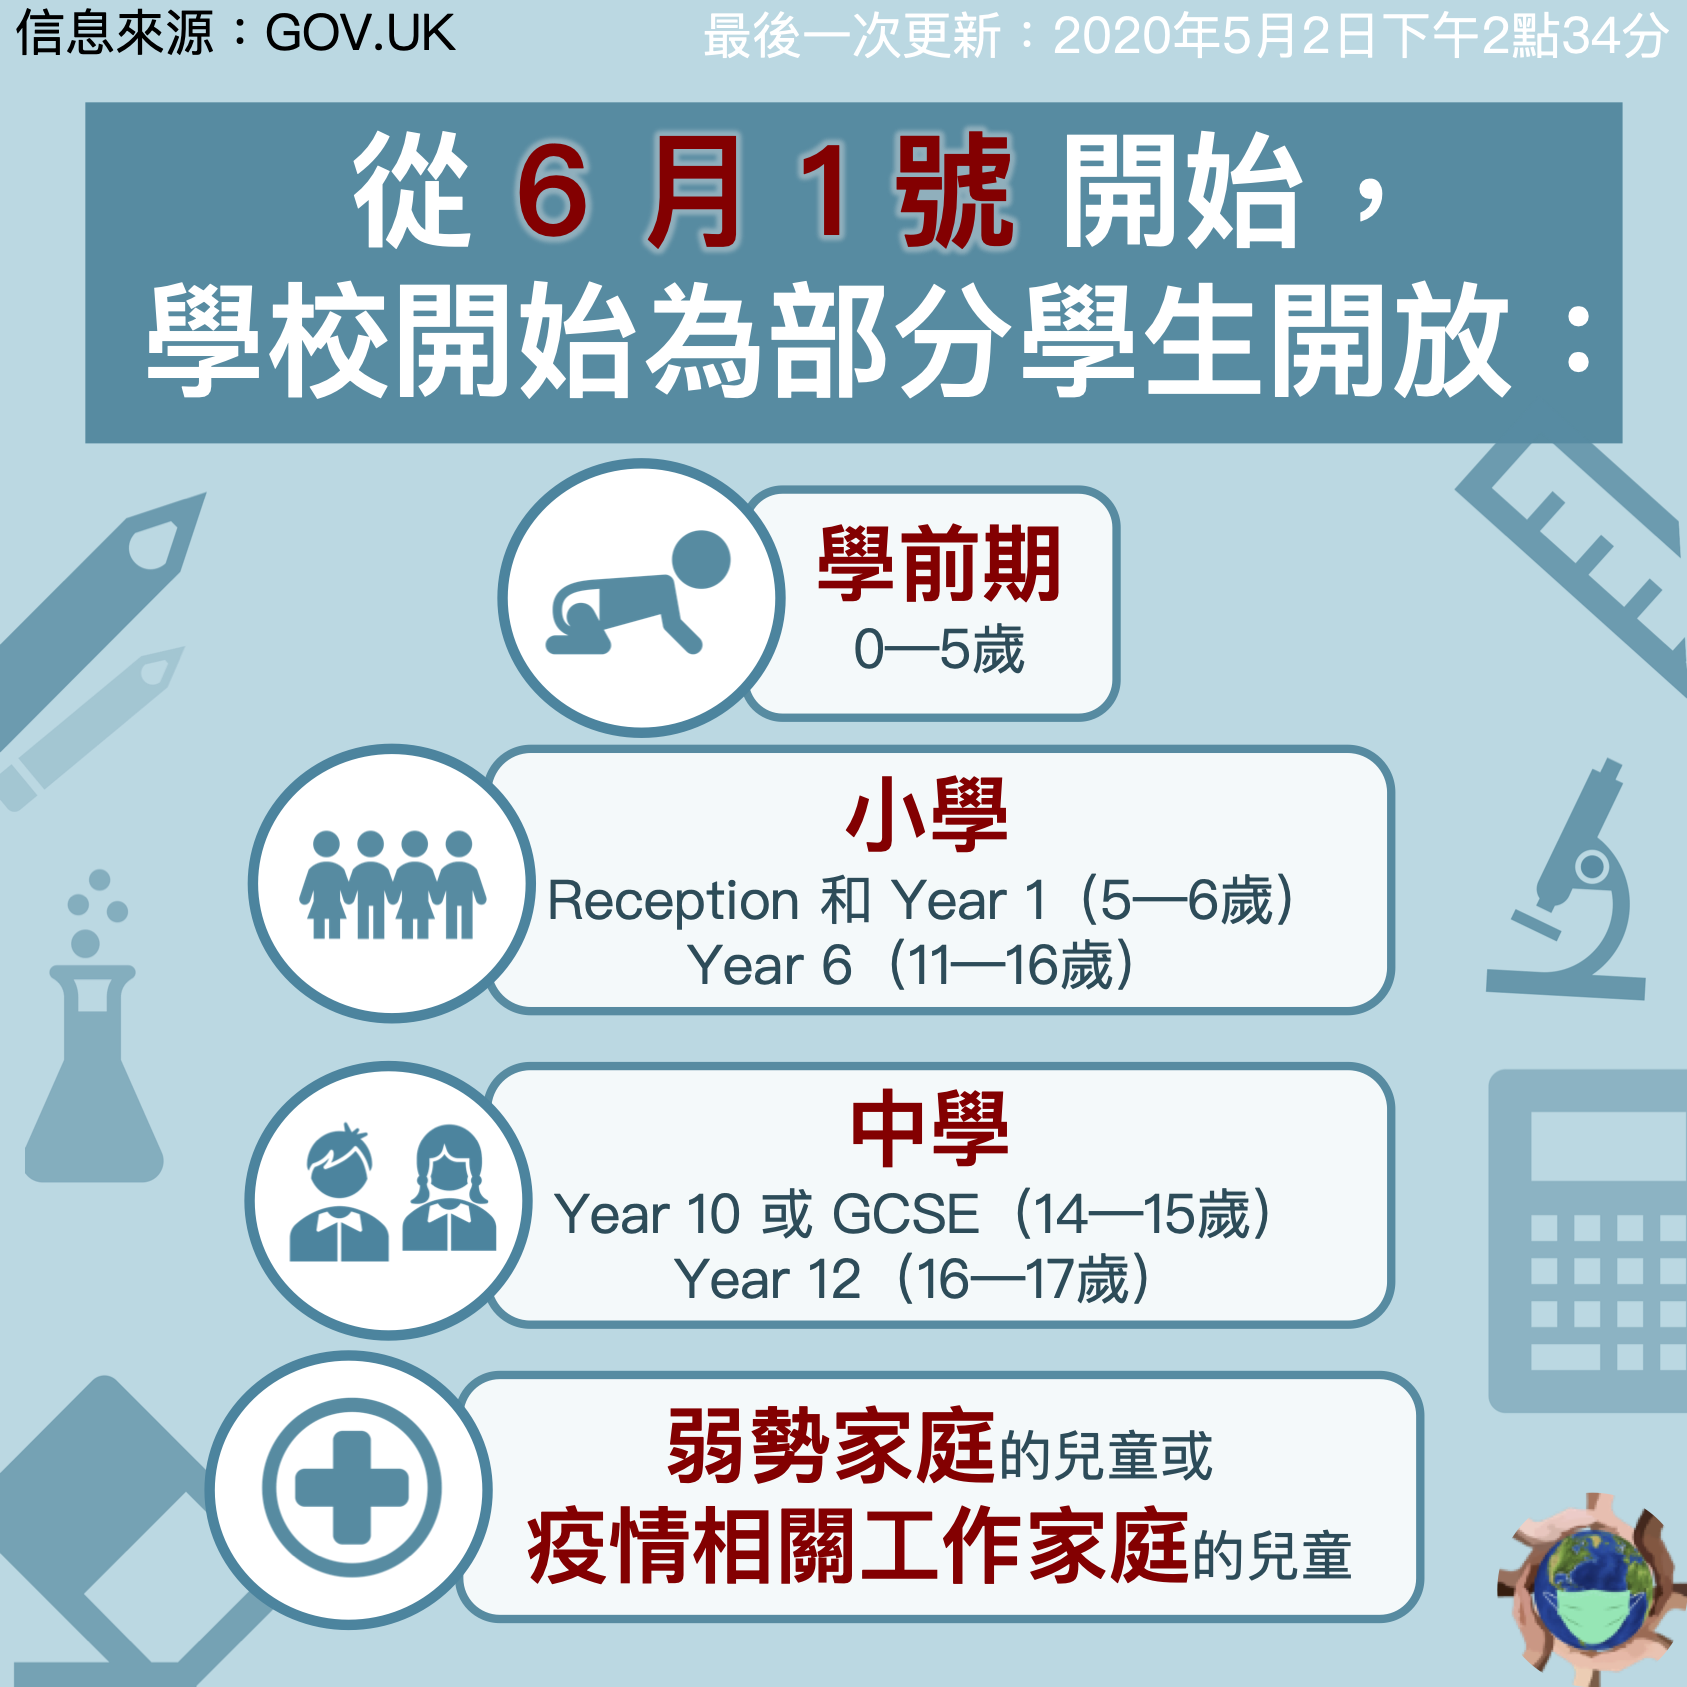 信息來源：GOV.UK
最後一次更新：2020年5月2日下午2點34分
從 6 月 1 號 開始，
學校開始為部分學生開放：
學前期
0—5歲
小學
Reception 和 Year 1（5—6歲）
Year 6（11—16歲）
中學
Year 10 或 GCSE（14—15歲）
Year 12（16—17歲）
弱勢家庭的兒童或
疫情相關工作家庭的兒童